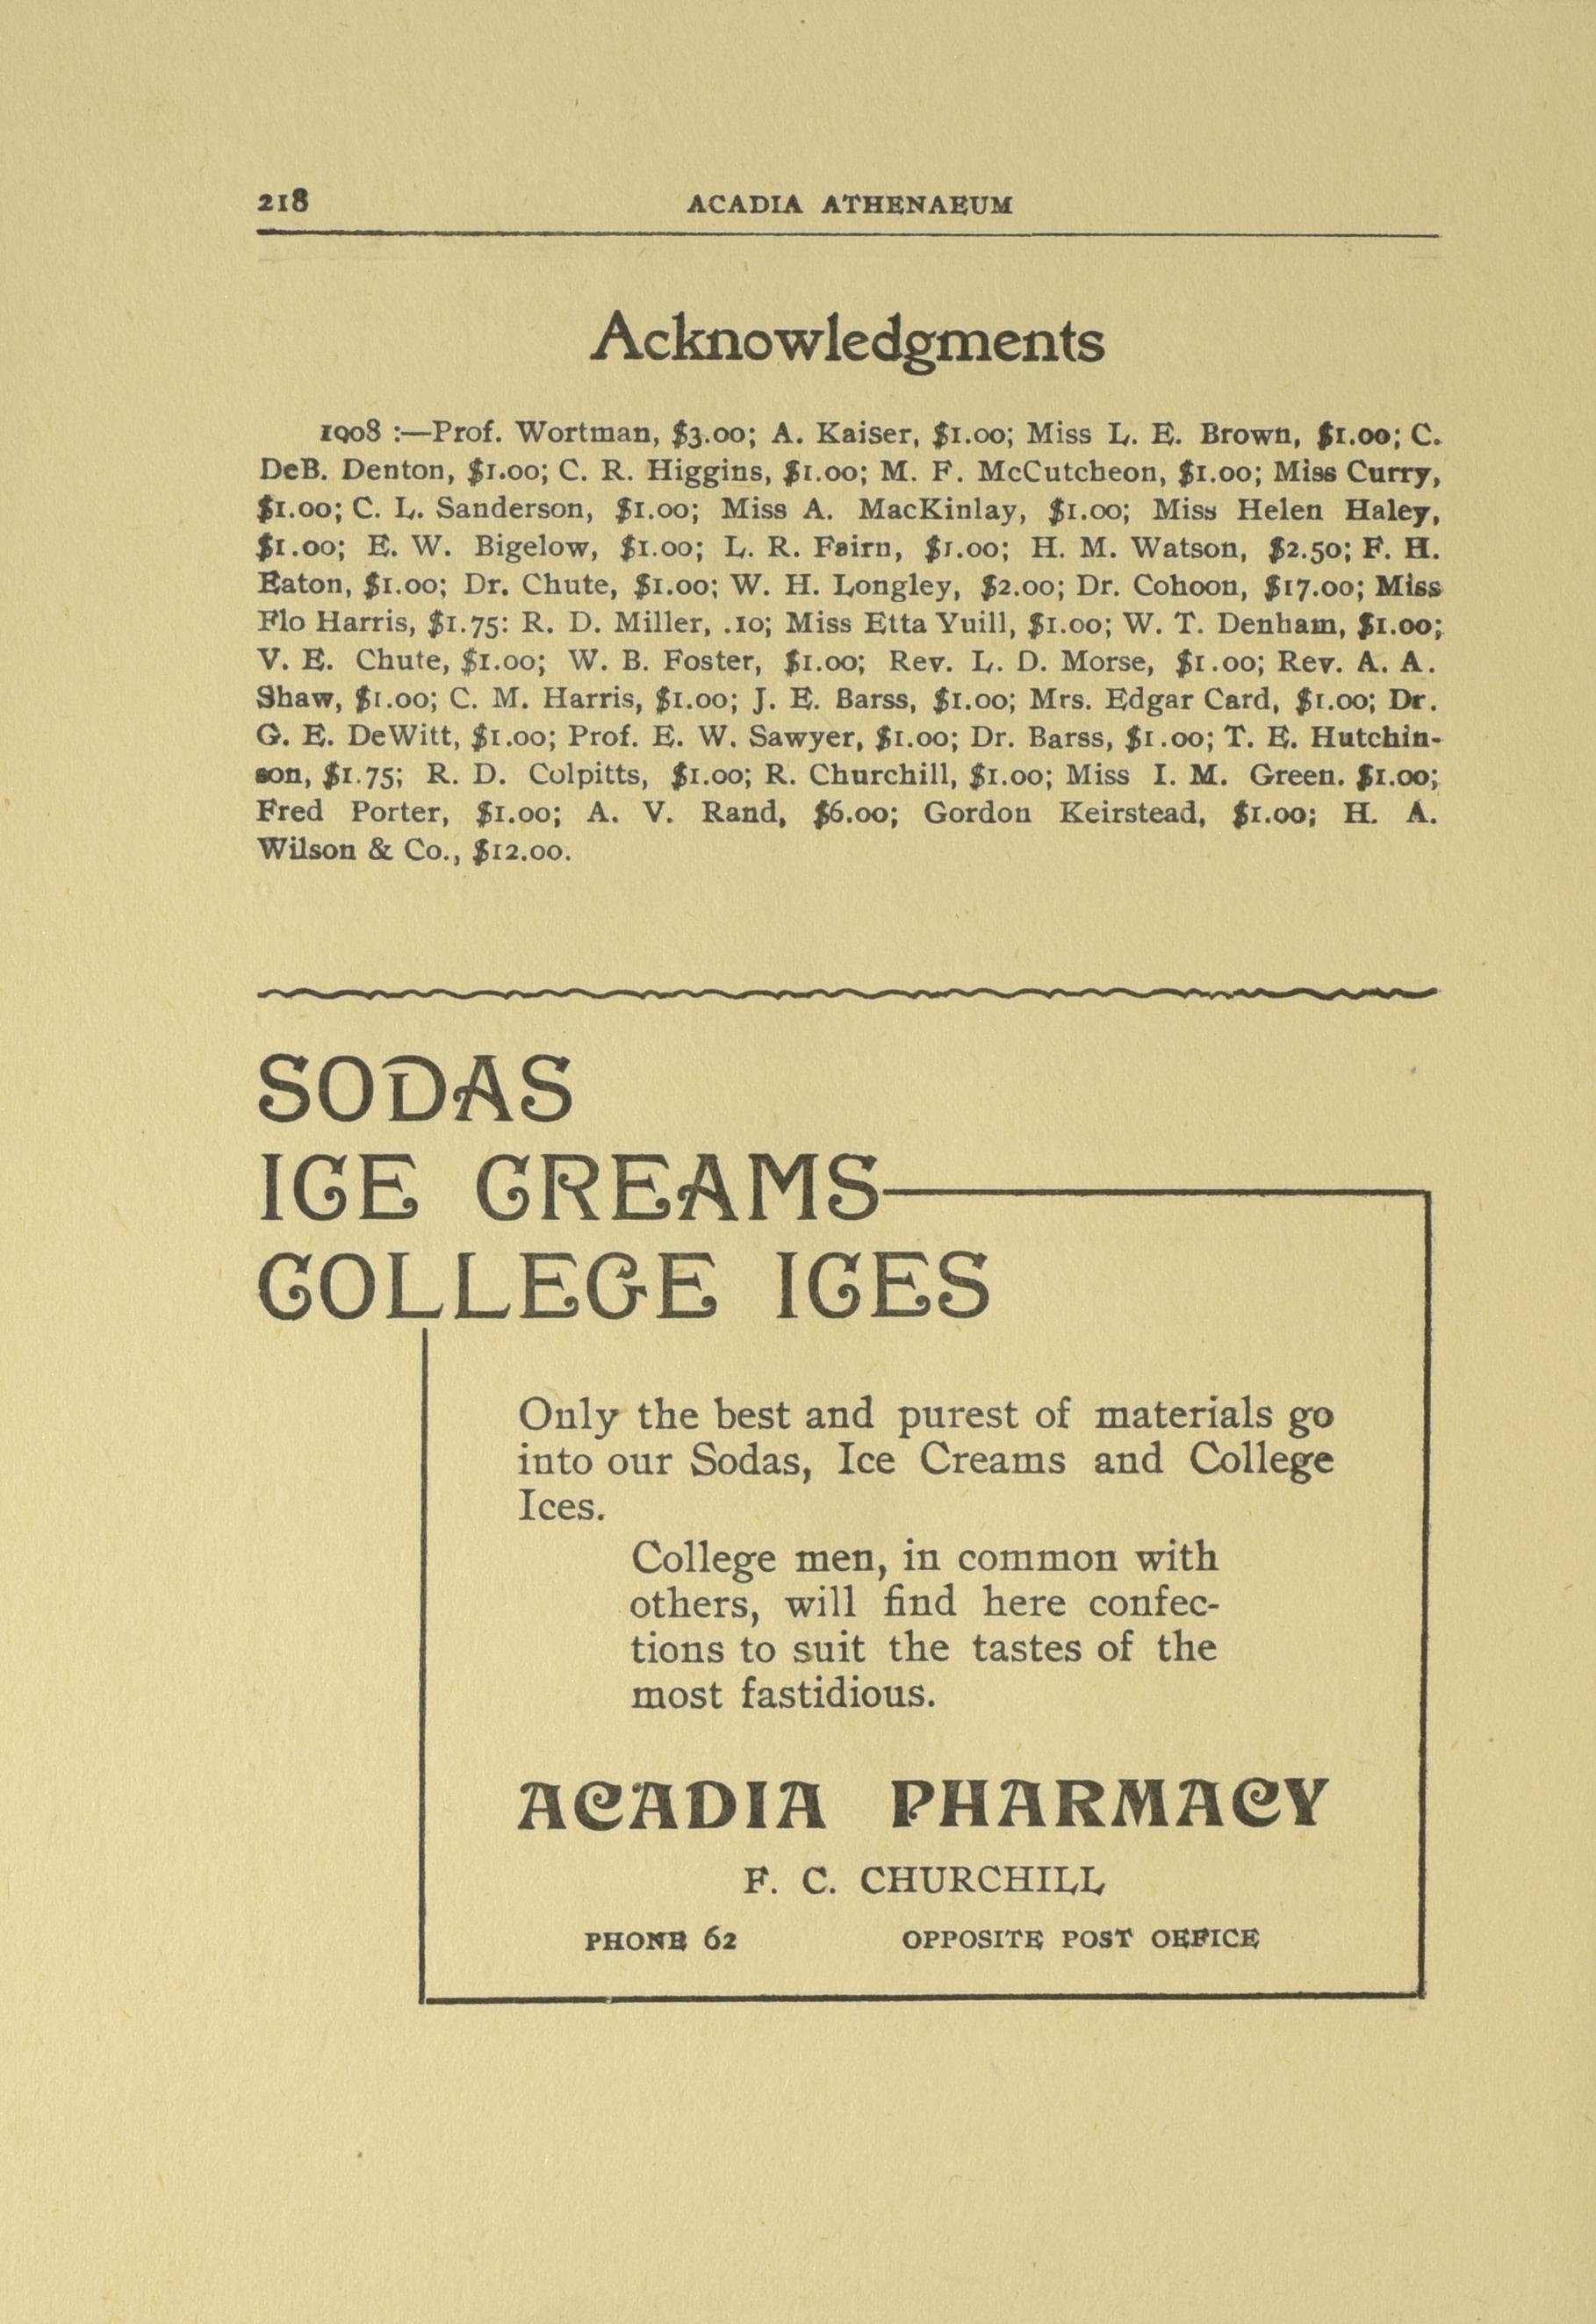 218
ACADIA ATHENAEUM
Acknowledgments
1908 :—Prof. Wortman, $3.00; A. Kaiser, $1.00; Miss L. E. Brown, $1.00; C.
DeB. Denton, $1.00; C. R. Higgins, $1.00; M. F. McCutcheon, $1.00; Miss Curry,
$1.00; C. L. Sanderson, $1.00; Miss A. MacKinlay, $1.00; Miss Helen Haley,
$1.00; E. W. Bigelow, $1.00; L. R. Fairn, $1.00; H. M. Watson, $2.50; F. H.
Eaton, $1.00; Dr. Chute, $1.00; W. H. Longley, $2.00; Dr. Cohoon, $17.00; Miss
Flo Harris, $1.75: R. D. Miller, .10; Miss Etta Yuill, $1.00; W. T. Denham, $1.00;
V. E. Chute, $1.00; W. B. Foster, $1.00; Rev. L. D. Morse, $1.00; Rev. A. A.
Shaw, $1.00; C. M. Harris, $1.00; J. E. Barss, $1.00; Mrs. Edgar Card, $1.00; Dr.
G. E. DeWitt, $1.00; Prof. E. W. Sawyer, $1.00; Dr. Barss, $1.00; T. E. Hutchin-
son, $1.75; R. D. Colpitts, $1.00; R. Churchill, $1.00; Miss I. M. Green. $1.00;
Fred Porter, $1.00; A. V. Rand, $6.00; Gordon Keirstead, $1.00; H. A.
Wilson & Co., $12.00.
SODAS
ICE CREAMS
COLLEGE ICES
Only the best and purest of materials go
into our Sodas, Ice Creams and College
Ices.
College men, in common with
others, will find here confec-
tions to suit the tastes of the
most fastidious.
ACADIA PHARMACY
F. C. CHURCHILL
PHONE 62
OPPOSITE POST OEFICE